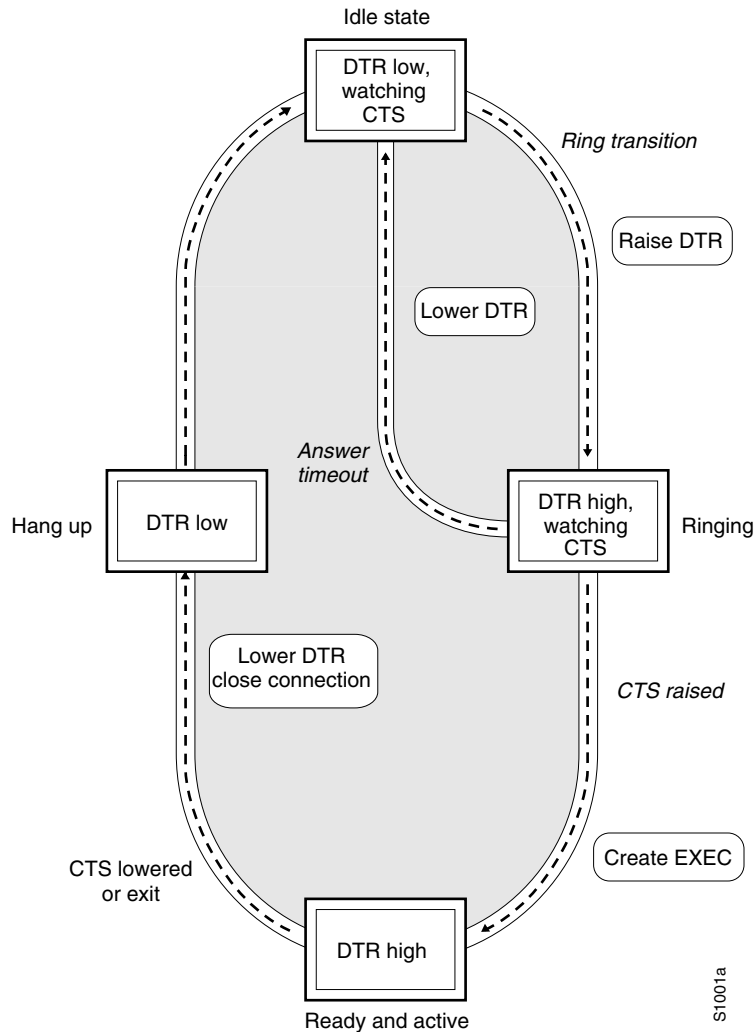 Idle state
DTR low,
watching
CTS
Ring transition
Raise DTR
Lower DTR
Answer
timeout
Hang up
DTR low
DTR high,
watching
CTS
Ringing
Lower DTR
close connection
CTS raised
CTS lowered
or exit
Create EXEC
DTR high
Ready and active
S1001a